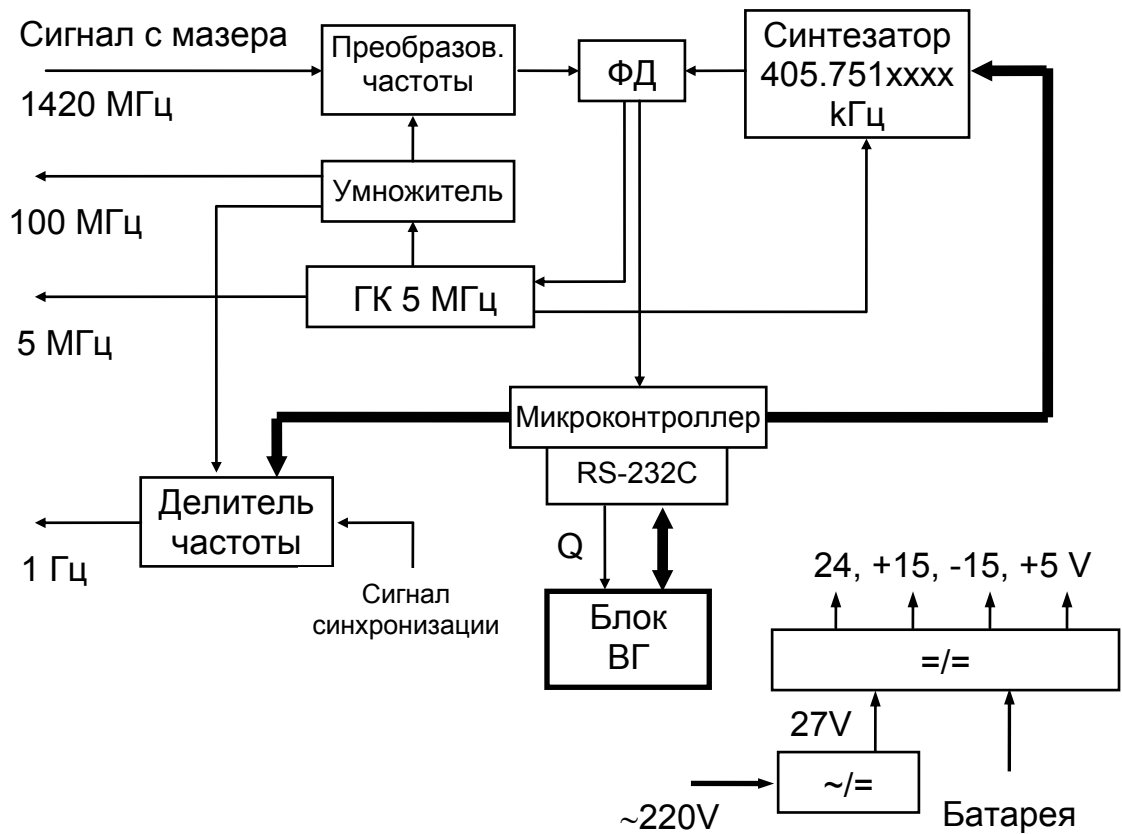 Сигнал с мазера
1420 МГц
Преобразов.
частоты
ФД
Синтезатор
405.751xxxx
kГц
Умножитель
100 МГц
ГК 5 МГц
5 МГц
Микроконтроллер
RS-232C
Делитель
частоты
1 Гц
Сигнал
синхронизации
Q
Блок
ВГ
24, +15, -15, +5 V
=/=
27V
~/=
~220V
Батарея